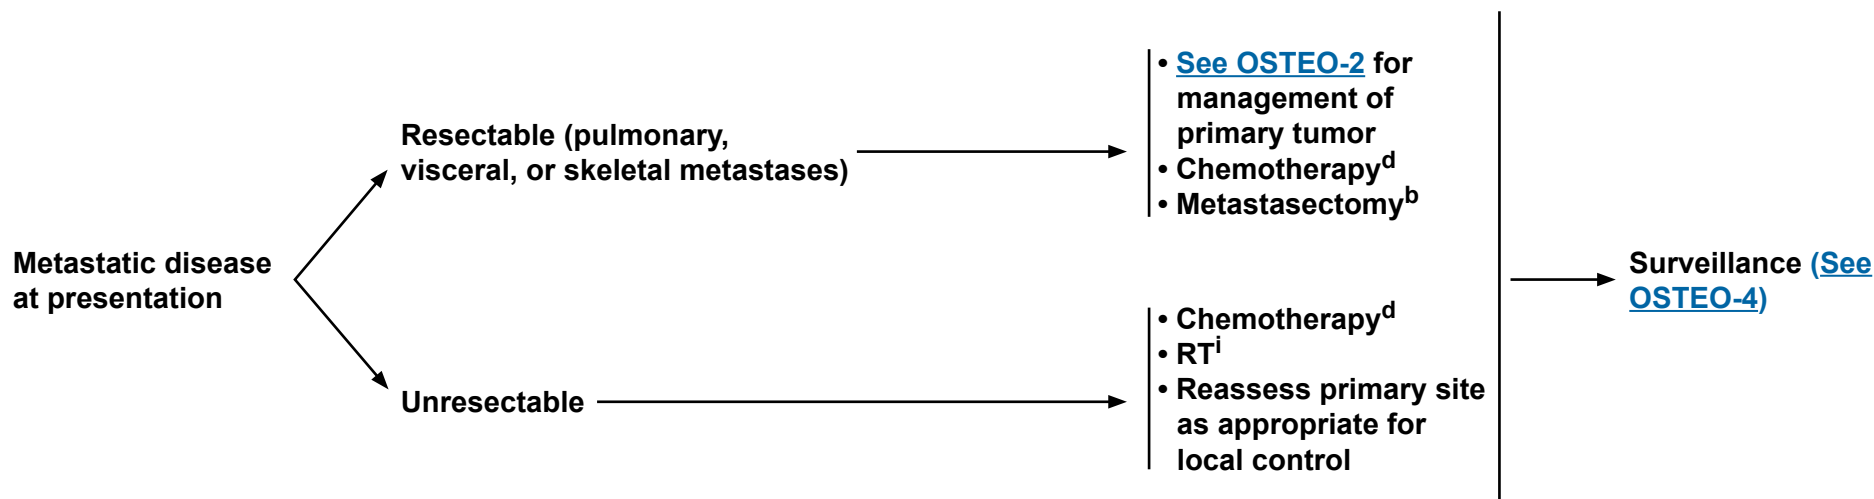 Metastatic disease
at presentation
Resectable (pulmonary,
visceral, or skeletal metastases)
Unresectable
• See OSTEO-2 for
management of
primary tumor
• Chemotherapyd
• Metastasectomyb
• Chemotherapyd
• RTi
• Reassess primary site
as appropriate for
local control
Surveillance (See
OSTEO-4)